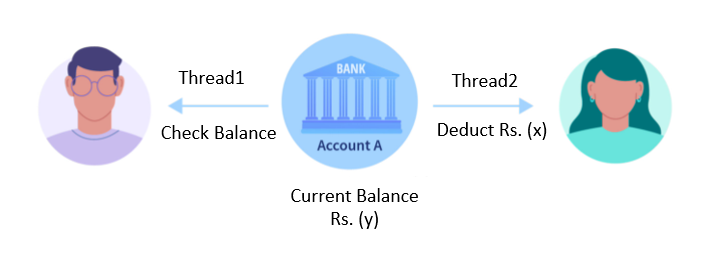 Thread1
Check Balance
BANK
Account A
Current Balance
Rs. (y)
Thread2
Deduct Rs. (x)